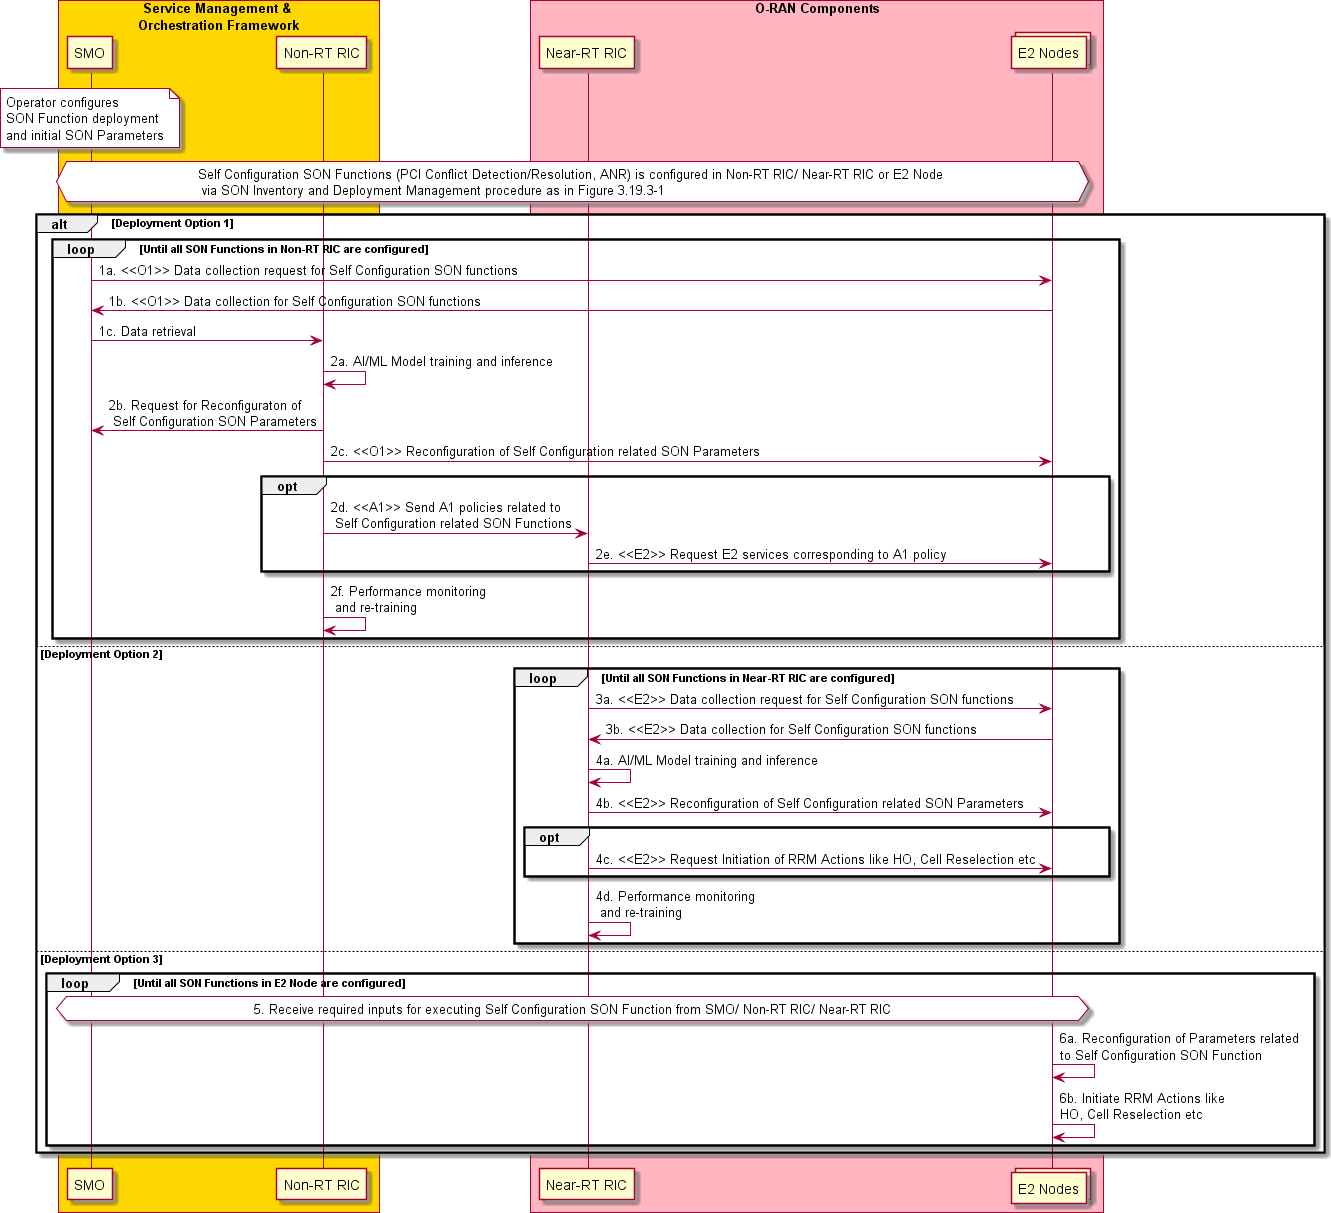 Service Management &
Orchestration Framework
O-RAN Components
SMO
Non-RT RIC
Near-RT RIC
E2 Nodes
Operator configures
SON Function deployment
and initial SON Parameters
Self Configuration SON Functions (PCI Conflict Detection/Resolution, ANR) is configured in Non-RT RIC/ Near-RT RIC or E2 Node
via SON Inventory and Deployment Management procedure as in Figure 3.19.3-1
alt
[Deployment Option 1]
loop
[Until all SON Functions in Non-RT RIC are configured]
1a. <<O1>> Data collection request for Self Configuration SON functions
1b. <<O1>> Data collection for Self Configuration SON functions
1c. Data retrieval
2a. AI/ML Model training and inference
2b. Request for Reconfiguraton of
Self Configuration SON Parameters
2c. <<O1>> Reconfiguration of Self Configuration related SON Parameters
opt
2d. <<A1>> Send A1 policies related to
Self Configuration related SON Functions
2e. <<E2>> Request E2 services corresponding to A1 policy
2f. Performance monitoring
and re-training
[Deployment Option 2]
loop
[Until all SON Functions in Near-RT RIC are configured]
3a. <<E2>> Data collection request for Self Configuration SON functions
3b. <<E2>> Data collection for Self Configuration SON functions
4a. AI/ML Model training and inference
4b. <<E2>> Reconfiguration of Self Configuration related SON Parameters
opt
4c. <<E2>> Request Initiation of RRM Actions like HO, Cell Reselection etc
4d. Performance monitoring
and re-training
[Deployment Option 3]
loop
[Until all SON Functions in E2 Node are configured]
5. Receive required inputs for executing Self Configuration SON Function from SMO/ Non-RT RIC/ Near-RT RIC
6a. Reconfiguration of Parameters related
to Self Configuration SON Function
6b. Initiate RRM Actions like
HO, Cell Reselection etc
SMO
Non-RT RIC
Near-RT RIC
E2 Nodes